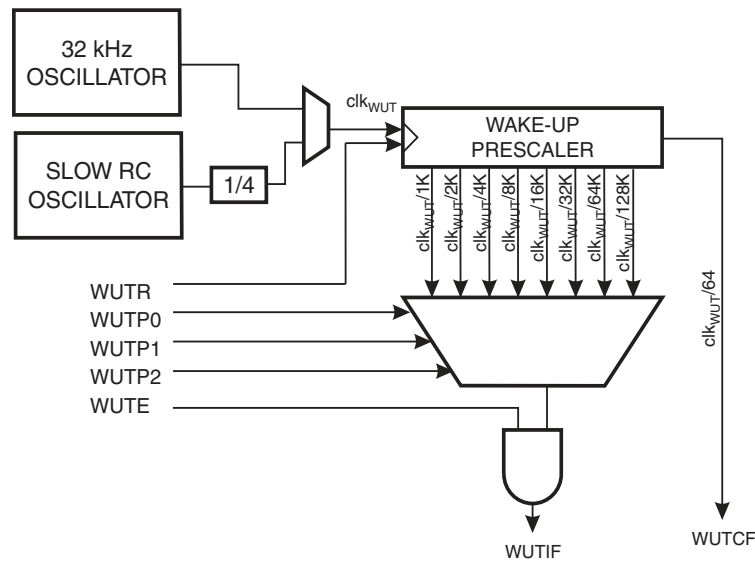 32 kHz
OSCILLATOR
SLOW RC
OSCILLATOR
1/4
clkWUT
WAKE-UP
PRESCALER
clkWUT/1K
clkWUT/2K
clkWUT/4K
clkWUT/8K
clkWUT/16K
clkWUT/32K
clkWUT/64K
clkWUT/128K
clkWUT/64
WUTR
WUTP0
WUTP1
WUTP2
WUTE
WUTIF
WUTCF